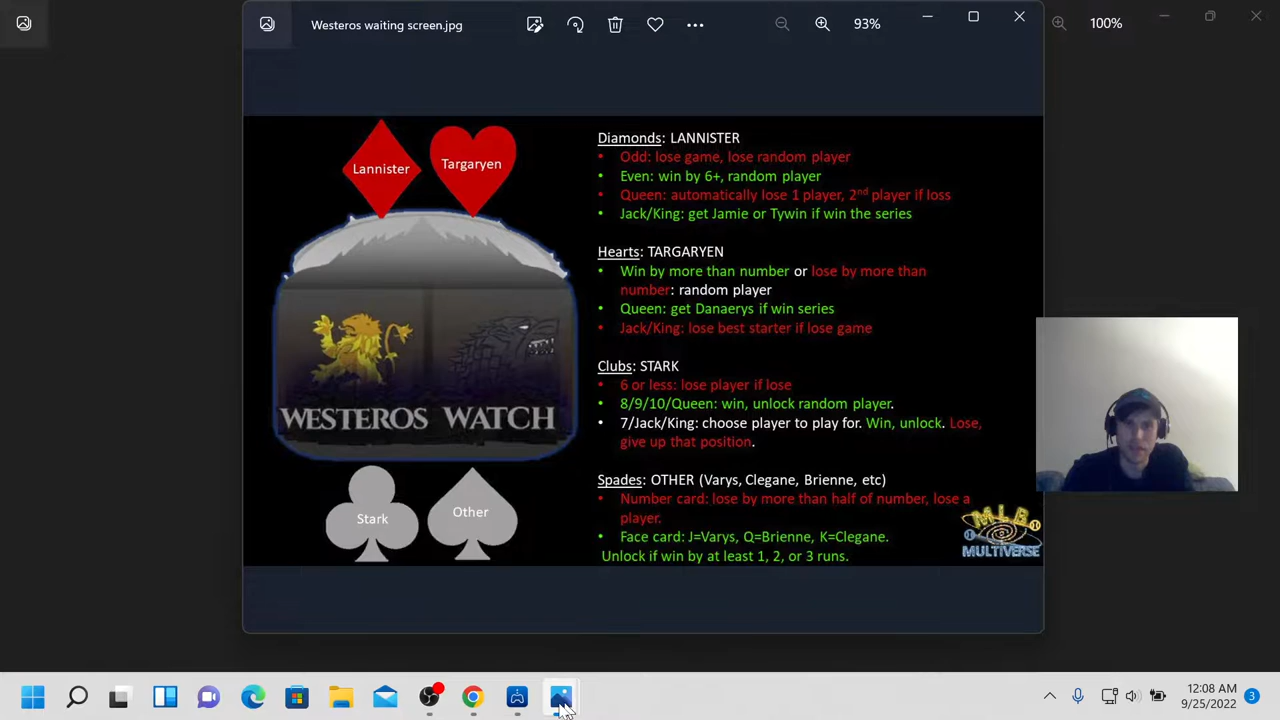 Westeros waiting screen.jpg
93%
100%
Lannister
Targaryen
WESTEROS WATCH
Stark
Other
Diamonds: LANNISTER
• Odd: lose game, lose random player
• Even: win by 6+, random player
• Queen: automatically lose 1 player, 2nd player if loss
• Jack/King: get Jamie or Tywin if win the series
Hearts: TARGARYEN
• Win by more than number or lose by more than
number: random player
• Queen: get Danaerys if win series
• Jack/King: lose best starter if lose game
Clubs: STARK
• 6 or less: lose player if lose
• 8/9/10/Queen: win, unlock random player.
• 7/Jack/King: choose player to play for. Win, unlock. Lose,
give up that position.
Spades: OTHER (Varys, Clegane, Brienne, etc)
• Number card: lose by more than half of number, lose a
player.
• Face card: J=Varys, Q=Brienne, K=Clegane.
Unlock if win by at least 1, 2, or 3 runs.
M.L.B
MULTIVERSE
12:08 AM
9/25/2022
3